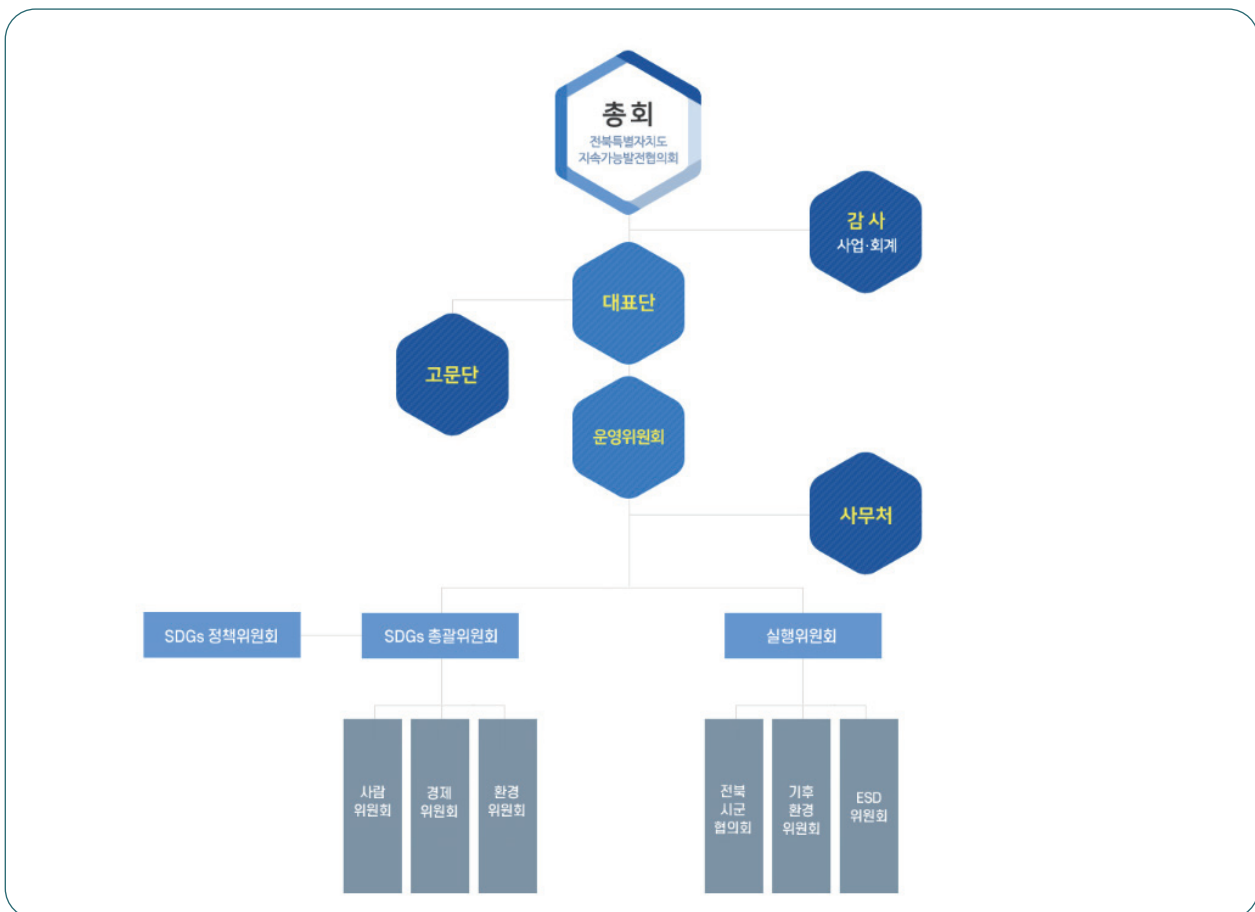 총회
전북특별자치도
지속가능발전협의회
감 사
사업·회계
대표단
고문단
운영위원회
사무처
SDGs 정책위원회
SDGs 총괄위원회
실행위원회
사람
위원회
경제
위원회
환경
위원회
전북
시군
협의회
기후
환경
위원회
ESD
위원회